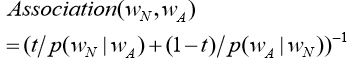 Association(w_N, w_A)
= (t/p(w_N | w_A) + (1−t)/p(w_A | w_N))^{−1}